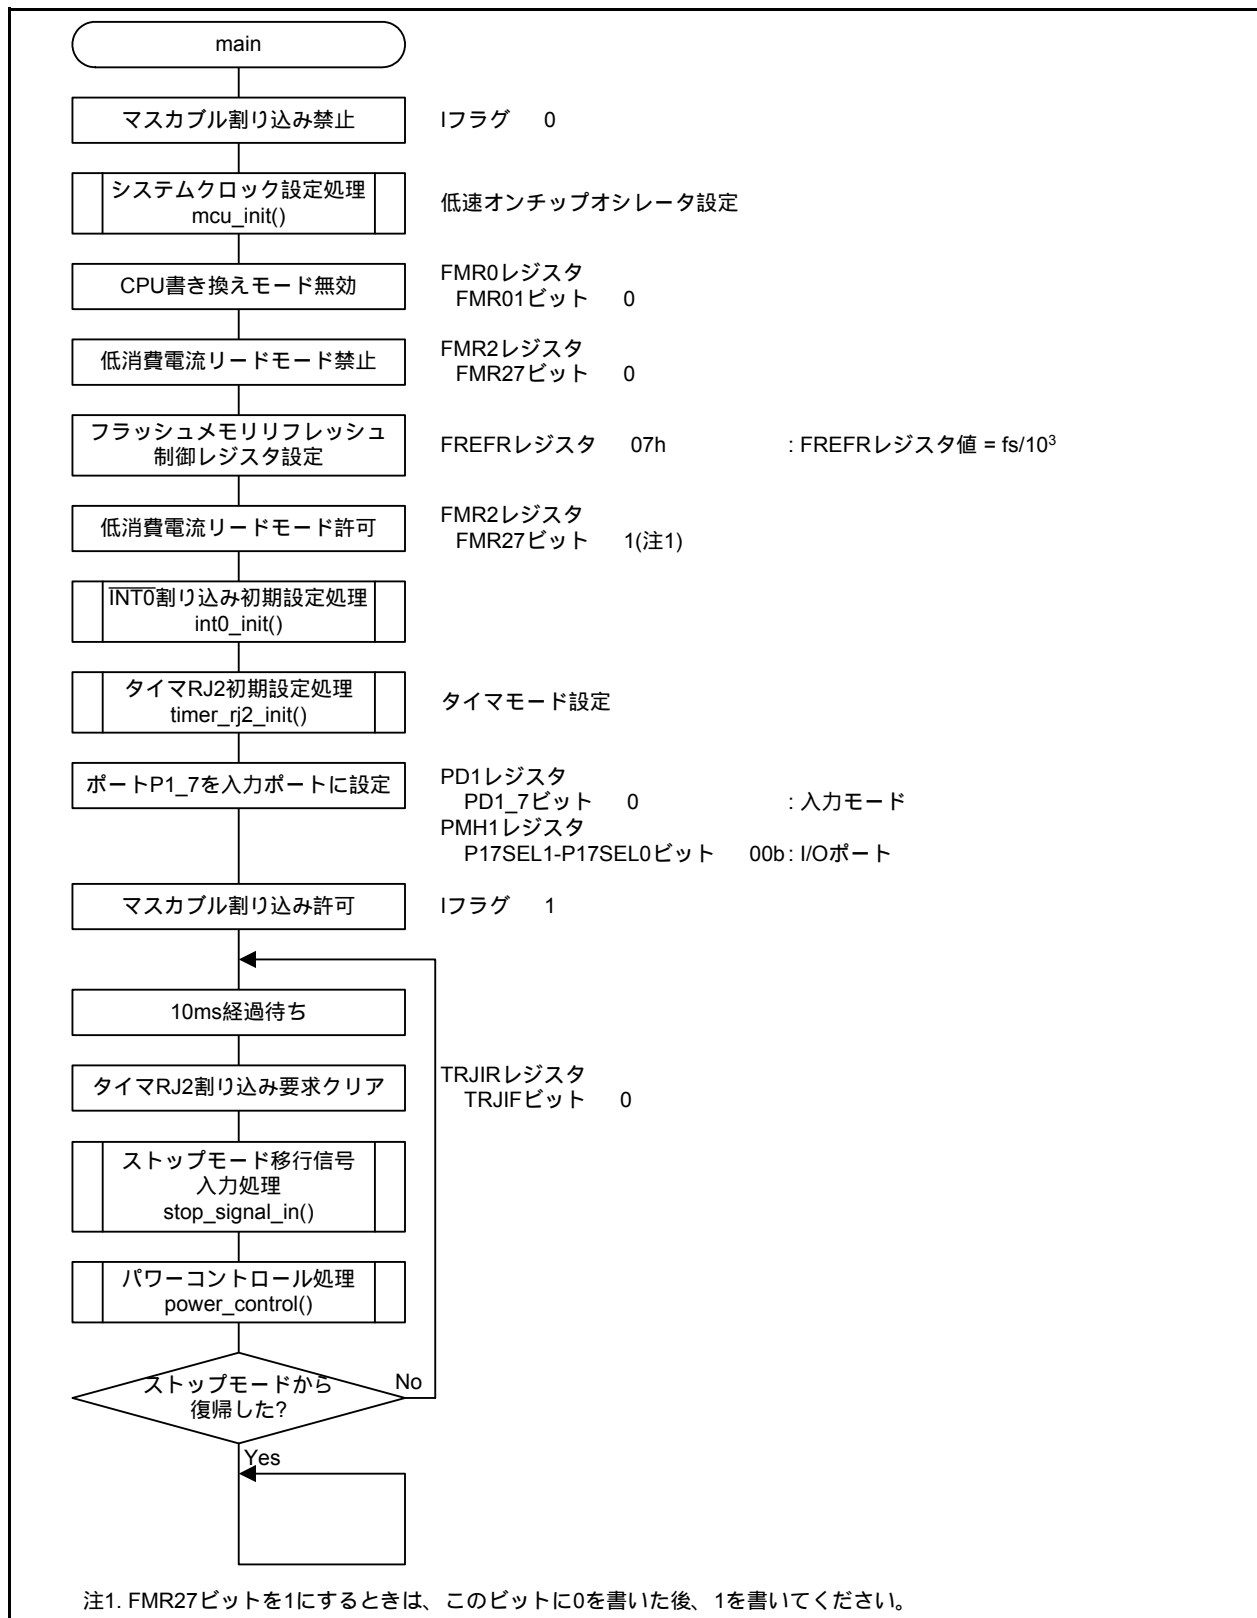 main
マスカブル割り込み禁止 Iフラグ 0
システムクロック設定処理
mcu_init()
低速オンチップオシレータ設定
CPU書き換えモード無効
FMR0レジスタ
FMR01ビット 0
低消費電流リードモード禁止
FMR2レジスタ
FMR27ビット 0
フラッシュメモリリフレッシュ
制御レジスタ設定
FREFRレジスタ 07h : FREFRレジスタ値 = fs/10³
低消費電流リードモード許可
FMR2レジスタ
FMR27ビット 1(注1)
INT0割り込み初期設定処理
int0_init()
タイマRJ2初期設定処理
timer_rj2_init()
タイマモード設定
ポートP1_7を入力ポートに設定
PD1レジスタ
PD1_7ビット 0 : 入力モード
PMH1レジスタ
P17SEL1-P17SEL0ビット 00b : I/Oポート
マスカブル割り込み許可 Iフラグ 1
10ms経過待ち
タイマRJ2割り込み要求クリア
TRJIRレジスタ
TRJIFビット 0
ストップモード移行信号
入力処理
stop_signal_in()
パワーコントロール処理
power_control()
ストップモードから
復帰した?
No
Yes
注1. FMR27ビットを1にするときは、このビットに0を書いた後、1を書いてください。